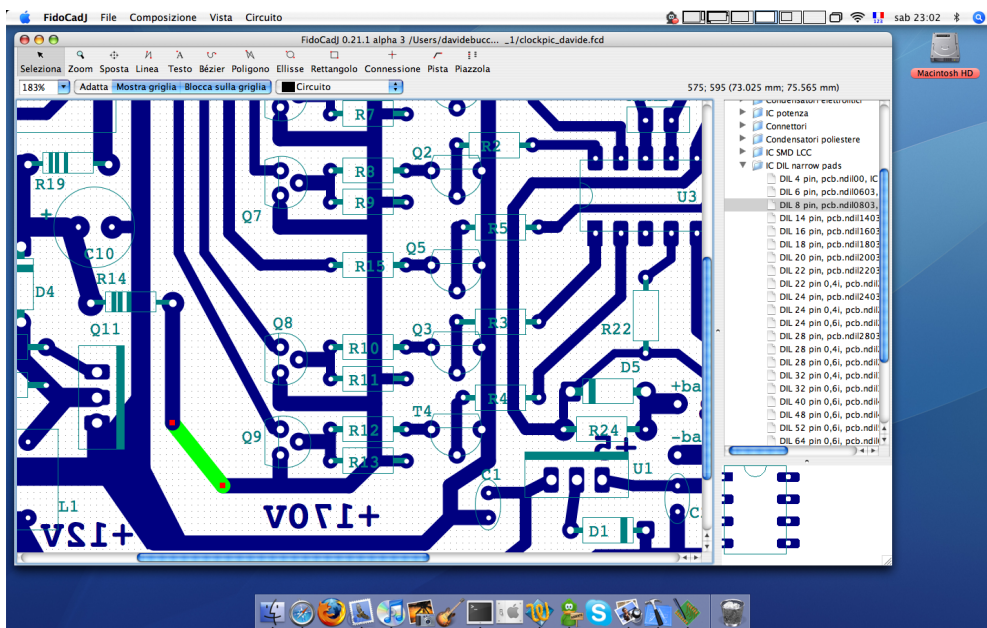 FidoCadJ File Composizione Vista Circuito
sab 23:02
FidoCadJ 0.21.1 alpha 3 /Users/davidebucc... _1/clockpic_davide.fcd
Seleziona Zoom Sposta Linea Testo Bézier Poligono Ellisse Rettangolo Connessione Pista Piazzola
183% Adatta Mostra griglia Blocca sulla griglia Circuito 575; 595 (73.025 mm; 75.565 mm)
Macintosh HD
Condensatori elettrolitici
IC potenza
Connettori
Condensatori poliestere
IC SMD LCC
IC DIL narrow pads
DIL 4 pin, pcb.ndil00, IC
DIL 6 pin, pcb.ndil0603,
DIL 8 pin, pcb.ndil0803,
DIL 14 pin, pcb.ndil1403
DIL 16 pin, pcb.ndil1603
DIL 18 pin, pcb.ndil1803
DIL 20 pin, pcb.ndil2003
DIL 22 pin, pcb.ndil2203
DIL 22 pin 0,4i, pcb.ndil
DIL 24 pin, pcb.ndil2403
DIL 24 pin 0,4i, pcb.ndil
DIL 24 pin 0,6i, pcb.ndil
DIL 28 pin, pcb.ndil2803
DIL 28 pin 0,4i, pcb.ndil
DIL 28 pin 0,6i, pcb.ndil
DIL 32 pin 0,4i, pcb.ndil
DIL 32 pin 0,6i, pcb.ndil
DIL 40 pin 0,6i, pcb.ndil
DIL 48 pin 0,6i, pcb.ndil
DIL 52 pin 0,6i, pcb.ndil
DIL 64 pin 0,6i, pcb.ndil
R7
Q2
R2
R19
R8
R9
U3
Q7
+
R5
C10
Q5
R15
R14
D4
Q11
Q8
Q3
R3
R22
R10
D5
R11
+ba
R4
T4
Q9
R12
R24
-ba
R13
C1
U1
L1
+170V
C
+12V
D1